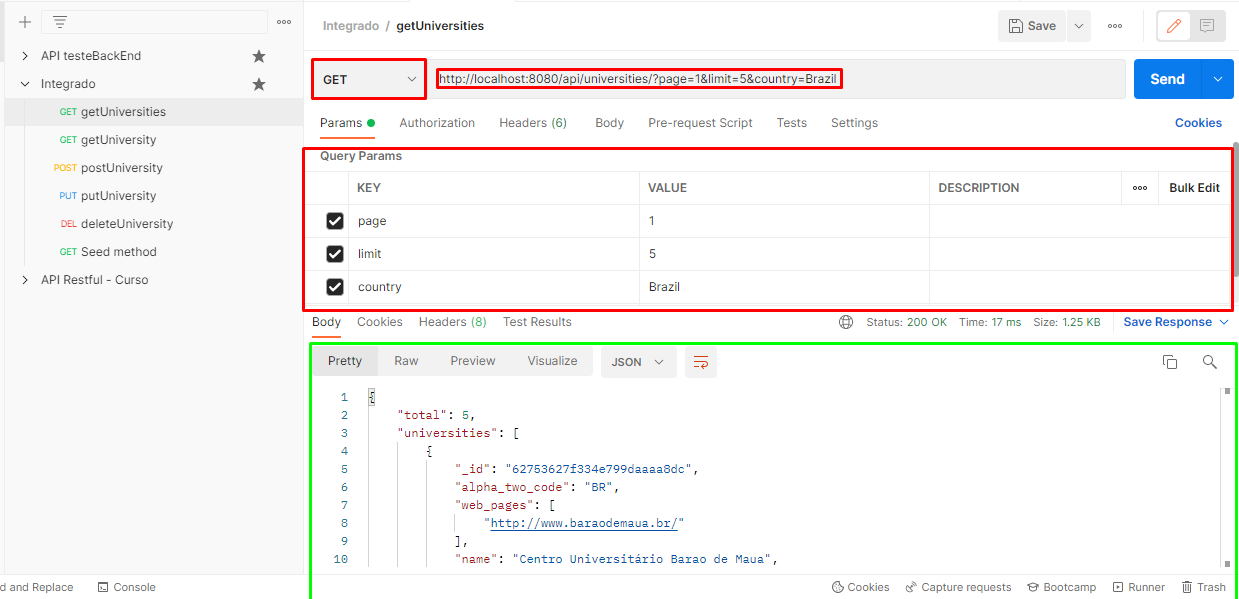 Integrado / getUniversities
Save
API testeBackEnd
Integrado
GET getUniversities
GET getUniversity
POST postUniversity
PUT putUniversity
DEL deleteUniversity
GET Seed method
API Restful - Curso
GET
http://localhost:8080/api/universities/?page=1&limit=5&country=Brazil
Send
Params Authorization Headers (6) Body Pre-request Script Tests Settings Cookies
Query Params
KEY VALUE DESCRIPTION Bulk Edit
page 1
limit 5
country Brazil
Body Cookies Headers (8) Test Results Status: 200 OK Time: 17 ms Size: 1.25 KB Save Response
Pretty Raw Preview Visualize JSON
1 {
2 "total": 5,
3 "universities": [
4 {
5 "_id": "62753627f334e799daaaa8dc",
6 "alpha_two_code": "BR",
7 "web_pages": [
8 "http://www.baraodemaua.br/"
9 ],
10 "name": "Centro Universitário Barao de Maua",
d and Replace Console Cookies Capture requests Bootcamp Runner Trash